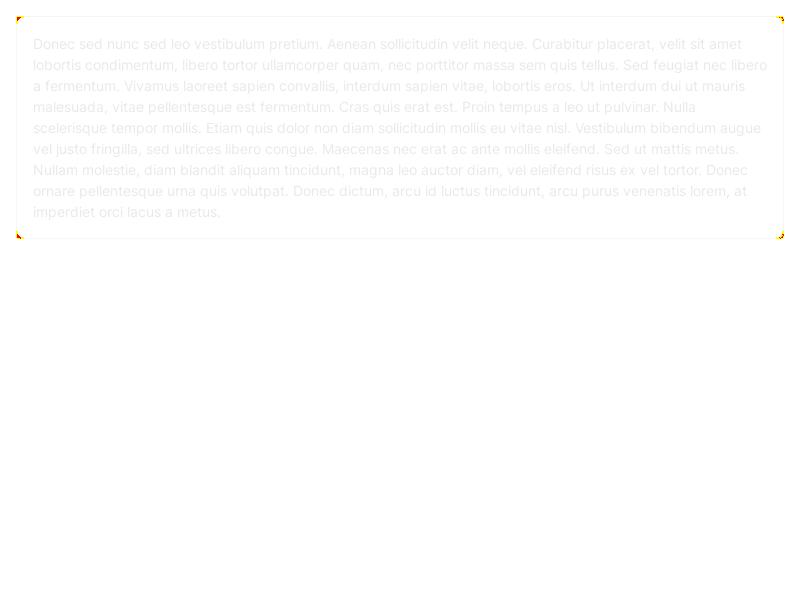 Donec sed nunc sed leo vestibulum pretium. Aenean sollicitudin velit neque. Curabitur placerat, velit sit amet
lobortis condimentum, libero tortor ullamcorper quam, nec porttitor massa sem quis tellus. Sed feugiat nec libero
a fermentum. Vivamus laoreet sapien convallis, interdum sapien vitae, lobortis eros. Ut interdum dui ut mauris
malesuada, vitae pellentesque est fermentum. Cras quis erat est. Proin tempus a leo ut pulvinar. Nulla
scelerisque tempor mollis. Etiam quis dolor non diam sollicitudin mollis eu vitae nisl. Vestibulum bibendum augue
vel justo fringilla, sed ultrices libero congue. Maecenas nec erat ac ante mollis eleifend. Sed ut mattis metus.
Nullam molestie, diam blandit aliquam tincidunt, magna leo auctor diam, vel eleifend risus ex vel tortor. Donec
ornare pellentesque urna quis volutpat. Donec dictum, arcu id luctus tincidunt, arcu purus venenatis lorem, at
imperdiet orci lacus a metus.